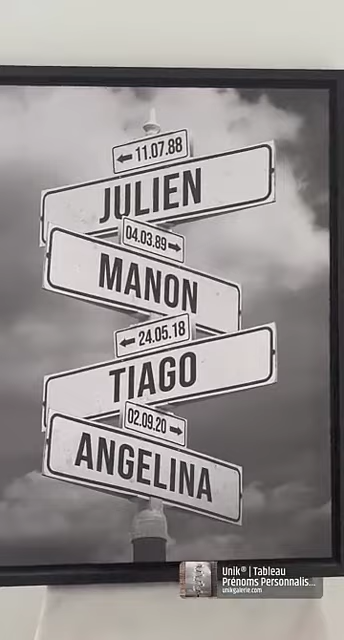 ← 11.07.88
JULIEN
04.03.89 →
MANON
← 24.05.18
TIAGO
02.09.20 →
ANGELINA
Unik® | Tableau
Prénoms Personnalis...
unikgalerie.com